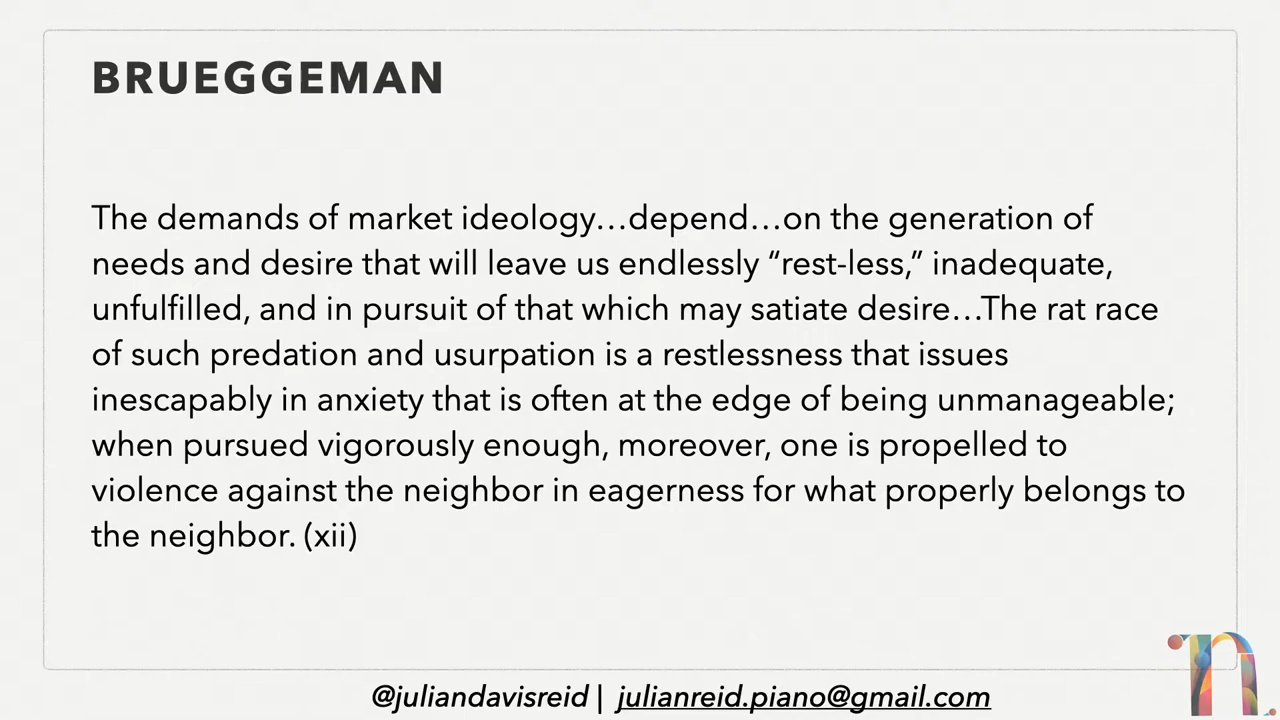 BRUEGGEMAN
The demands of market ideology…depend…on the generation of
needs and desire that will leave us endlessly “rest-less,” inadequate,
unfulfilled, and in pursuit of that which may satiate desire…The rat race
of such predation and usurpation is a restlessness that issues
inescapably in anxiety that is often at the edge of being unmanageable;
when pursued vigorously enough, moreover, one is propelled to
violence against the neighbor in eagerness for what properly belongs to
the neighbor. (xii)
n.
@juliandavisreid | julianreid.piano@gmail.com